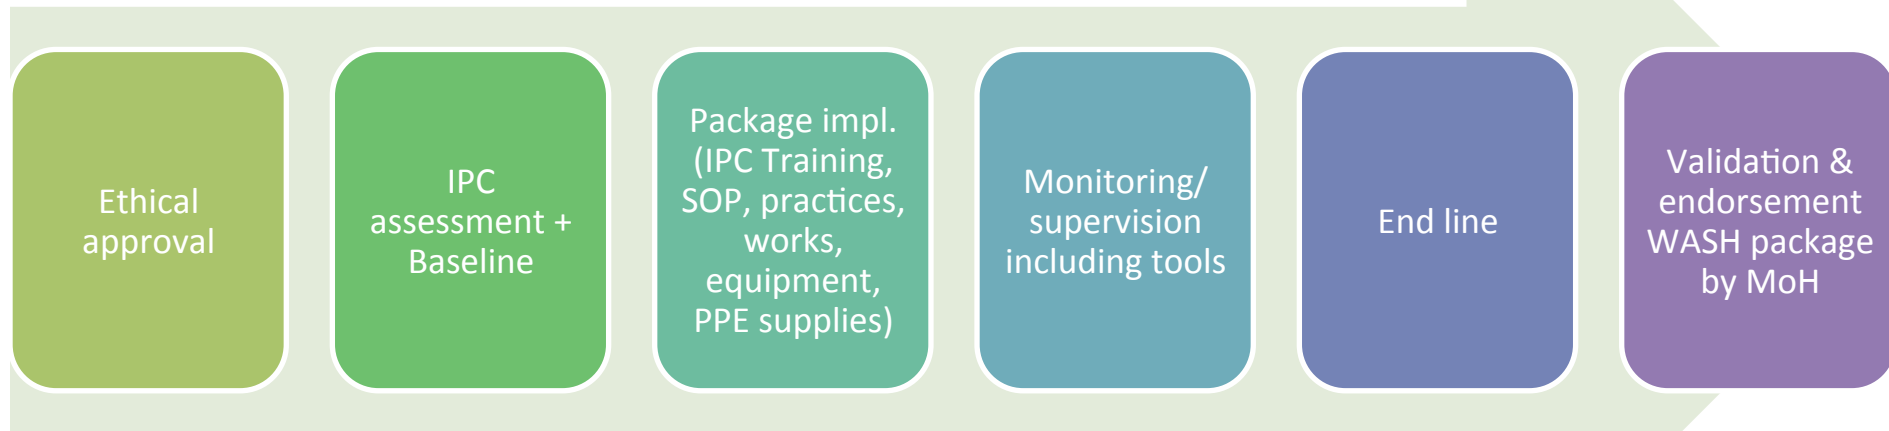 Ethical
approval
IPC
assessment +
Baseline
Package impl.
(IPC Training,
SOP, practices,
works,
equipment,
PPE supplies)
Monitoring/
supervision
including tools
End line
Validation &
endorsement
WASH package
by MoH